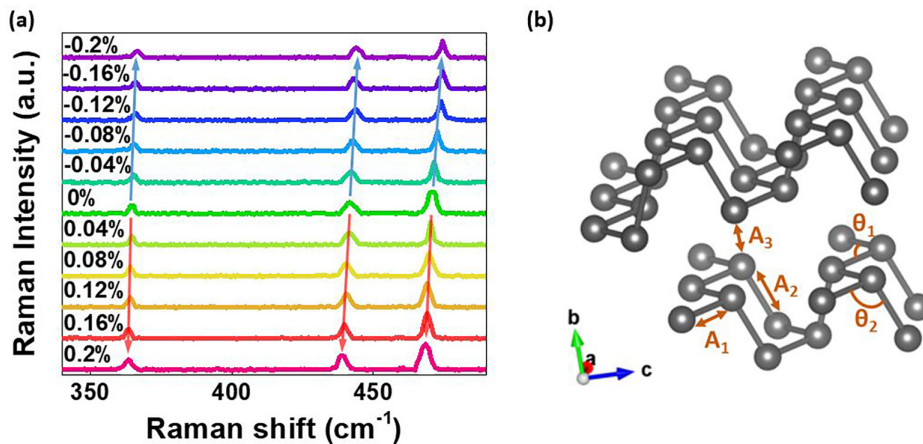 (a)
-0.2%
-0.16%
-0.12%
-0.08%
-0.04%
0%
0.04%
0.08%
0.12%
0.16%
0.2%
Raman Intensity (a.u.)
350 400 450
Raman shift (cm⁻¹)
(b)
θ₁
A₃
A₂
θ₂
A₁
b
a
c